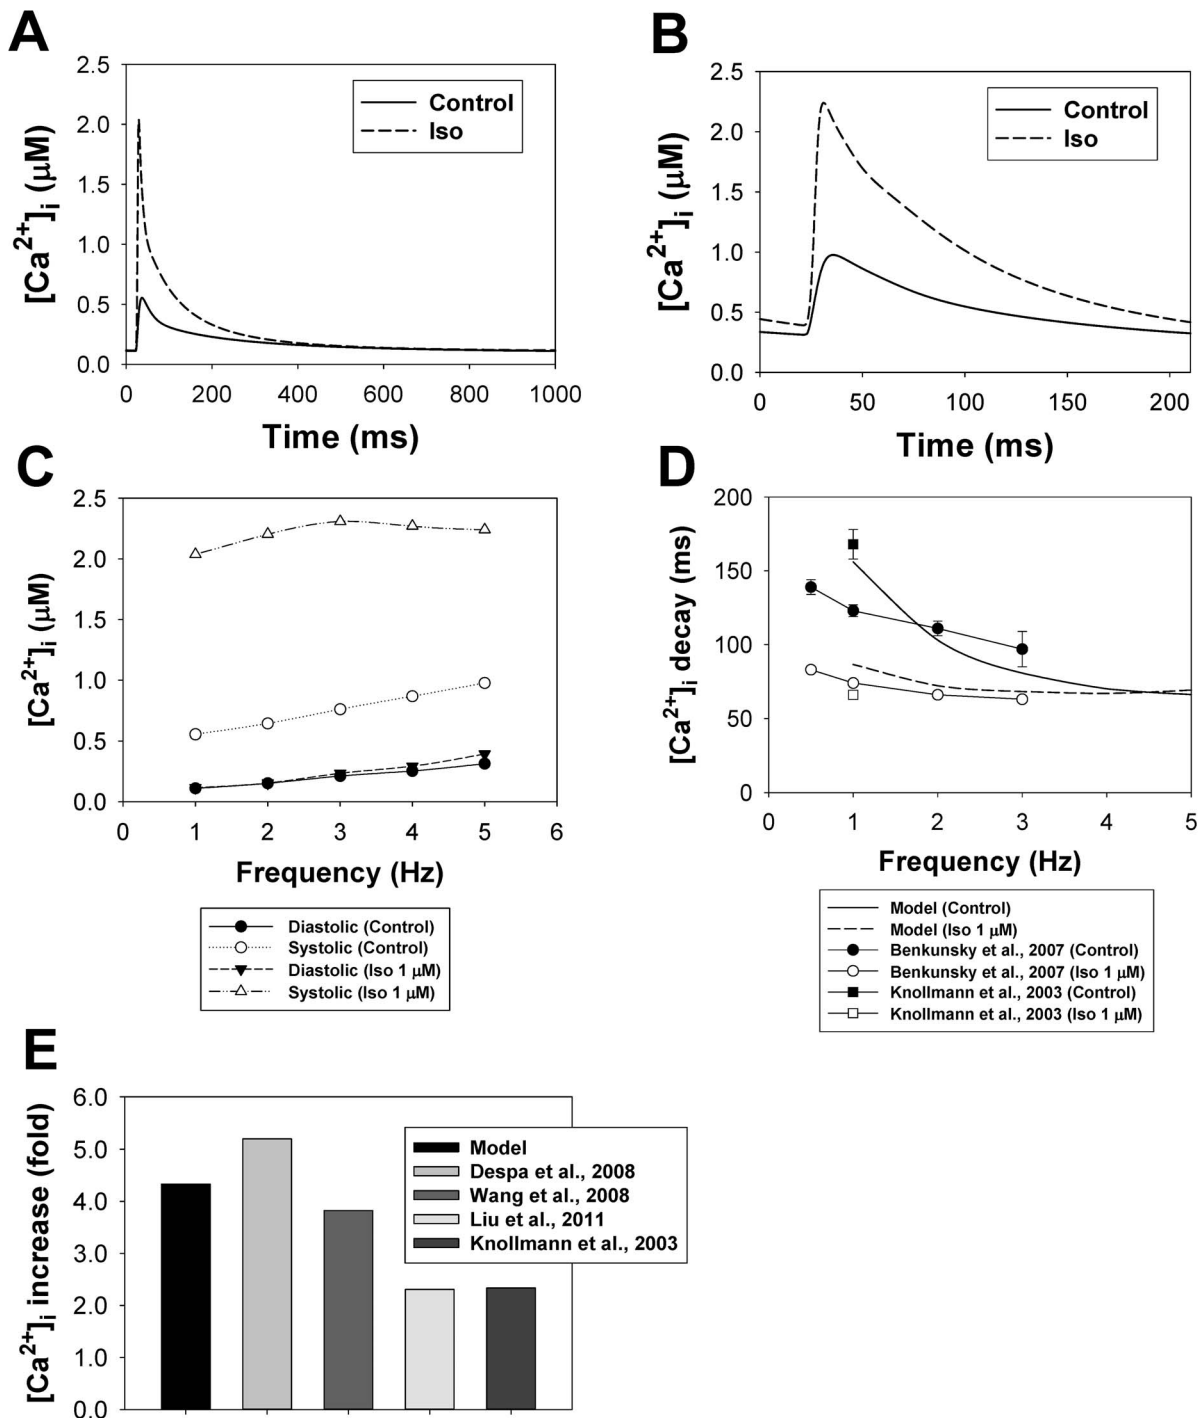 A
2.5
2.0
1.5
1.0
0.5
0.0
[Ca2+]i (μM)
Control
Iso
0 200 400 600 800 1000
Time (ms)
B
2.5
2.0
1.5
1.0
0.5
0.0
[Ca2+]i (μM)
Control
Iso
0 50 100 150 200
Time (ms)
C
2.5
2.0
1.5
1.0
0.5
0.0
[Ca2+]i (μM)
0 1 2 3 4 5 6
Frequency (Hz)
Diastolic (Control)
Systolic (Control)
Diastolic (Iso 1 μM)
Systolic (Iso 1 μM)
D
200
150
100
50
0
[Ca2+]i decay (ms)
0 1 2 3 4 5
Frequency (Hz)
Model (Control)
Model (Iso 1 μM)
Benkunsky et al., 2007 (Control)
Benkunsky et al., 2007 (Iso 1 μM)
Knollmann et al., 2003 (Control)
Knollmann et al., 2003 (Iso 1 μM)
E
6.0
5.0
4.0
3.0
2.0
1.0
0.0
[Ca2+]i increase (fold)
Model
Despa et al., 2008
Wang et al., 2008
Liu et al., 2011
Knollmann et al., 2003